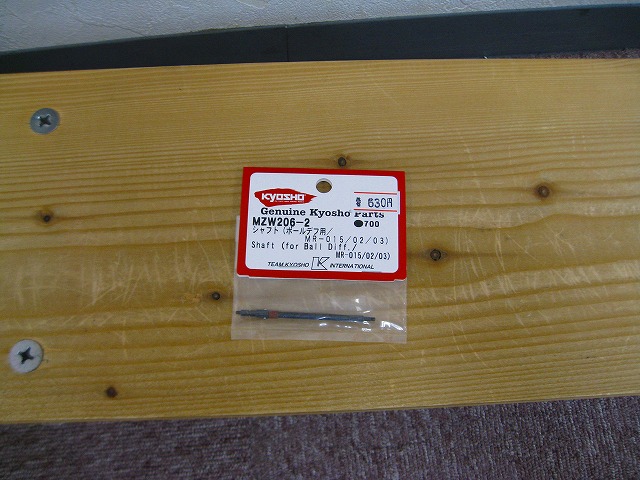 KYOSHO
630円
Genuine Kyosho Parts
MZW206-2 ●700
シャフト(ボールデフ用/
MR-015/02/03)
Shaft (for Ball Diff./
MR-015/02/03)
TEAM KYOSHO K INTERNATIONAL